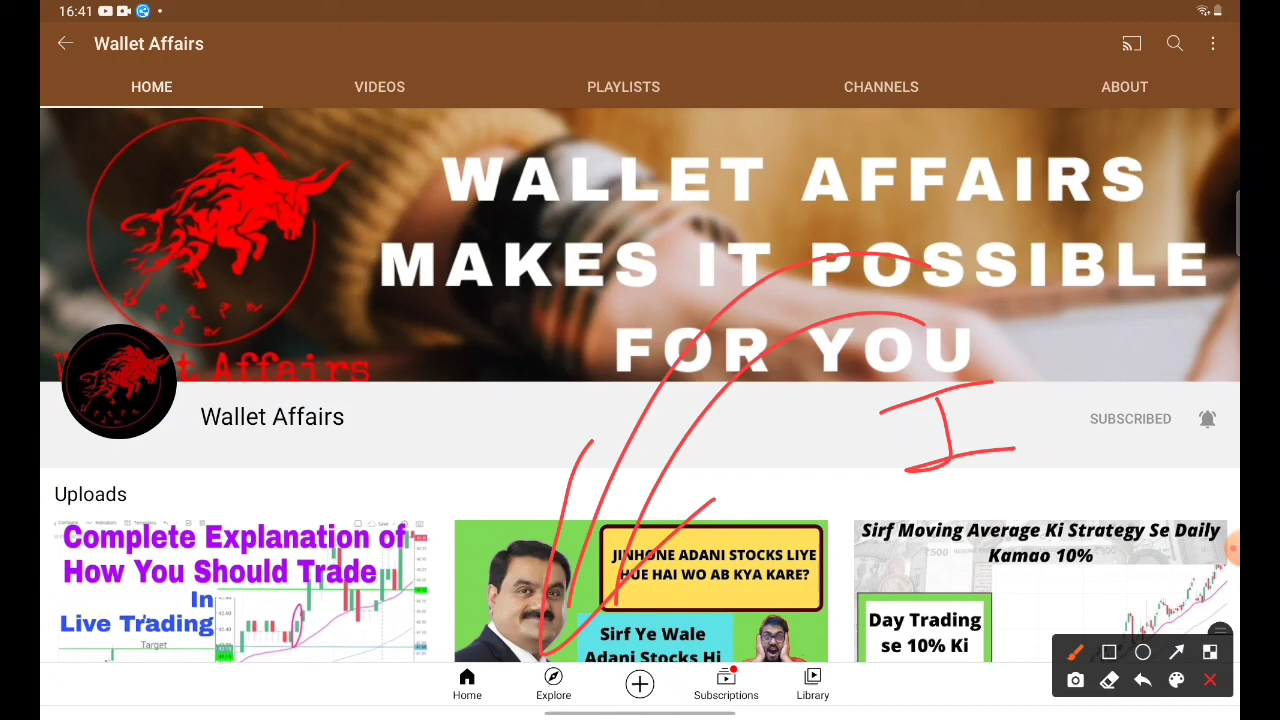 16:41
Wallet Affairs
HOME
VIDEOS
PLAYLISTS
CHANNELS
ABOUT
WALLET AFFAIRS
MAKES IT POSSIBLE
FOR YOU
Wallet Affairs
Wallet Affairs
SUBSCRIBED
I
Uploads
Complete Explanation of
How You Should Trade
In
Live Trading
Target
JINHONE ADANI STOCKS LIYE
HUE HAI WO AB KYA KARE?
Sirf Ye Wale
Adani Stocks Hi
Sirf Moving Average Ki Strategy Se Daily
Kamao 10%
Day Trading
se 10% Ki
Home
Explore
Subscriptions
Library